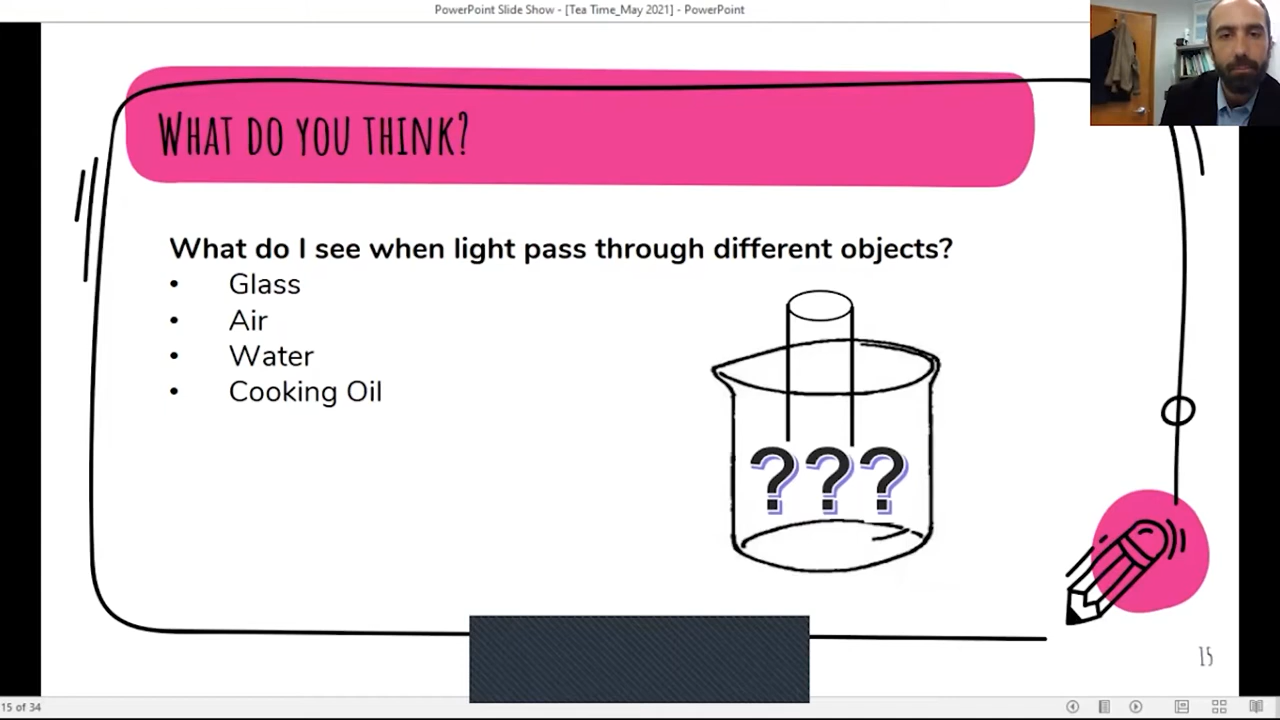 PowerPoint Slide Show - [Tea Time_May 2021] - PowerPoint
WHAT DO YOU THINK?
What do I see when light pass through different objects?
• Glass
• Air
• Water
• Cooking Oil
???
15
15 of 34